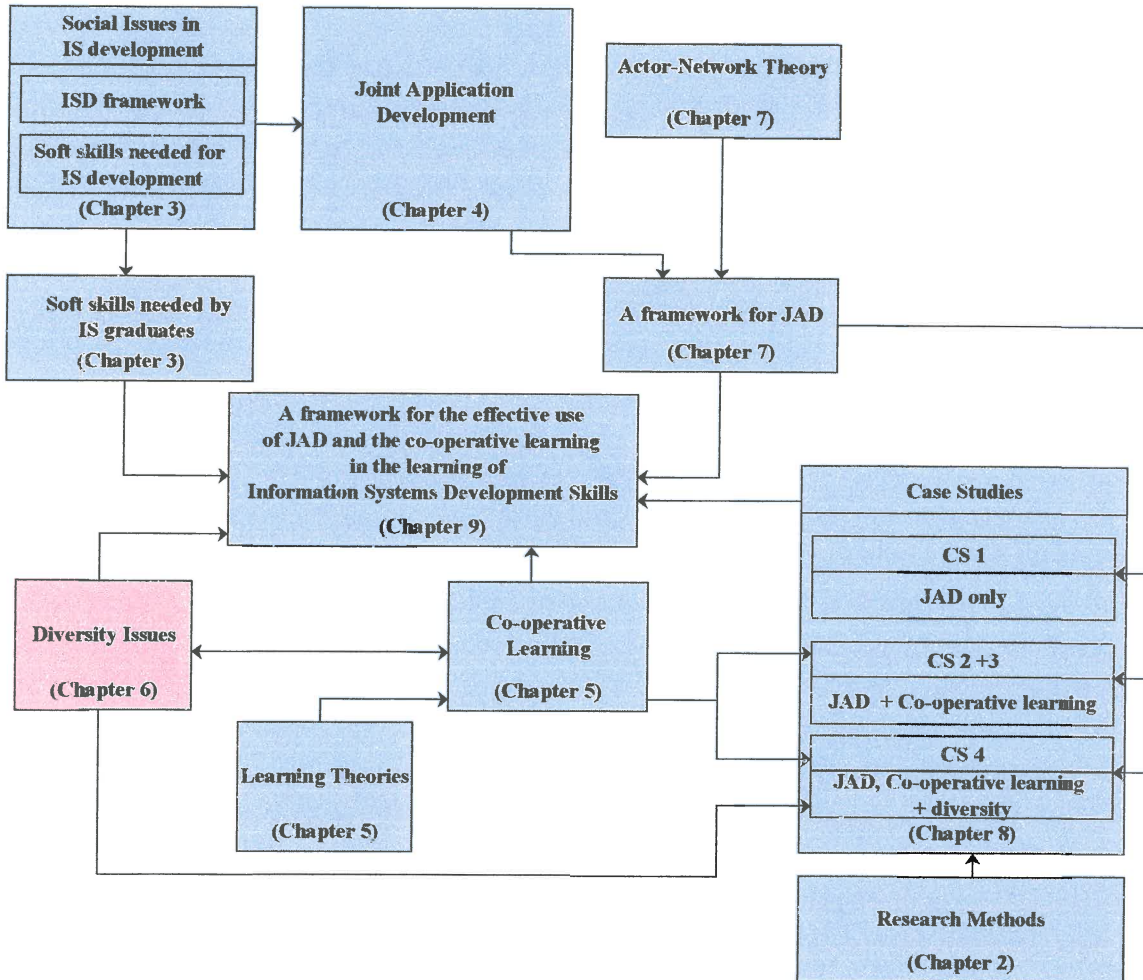 Social Issues in
IS development
ISD framework
Soft skills needed for
IS development
(Chapter 3)
Joint Application
Development
(Chapter 4)
Actor-Network Theory
(Chapter 7)
Soft skills needed by
IS graduates
(Chapter 3)
A framework for JAD
(Chapter 7)
A framework for the effective use
of JAD and the co-operative learning
in the learning of
Information Systems Development Skills
(Chapter 9)
Case Studies
CS 1
JAD only
CS 2 +3
JAD + Co-operative learning
CS 4
JAD, Co-operative learning
+ diversity
(Chapter 8)
Diversity Issues
(Chapter 6)
Co-operative
Learning
(Chapter 5)
Learning Theories
(Chapter 5)
Research Methods
(Chapter 2)